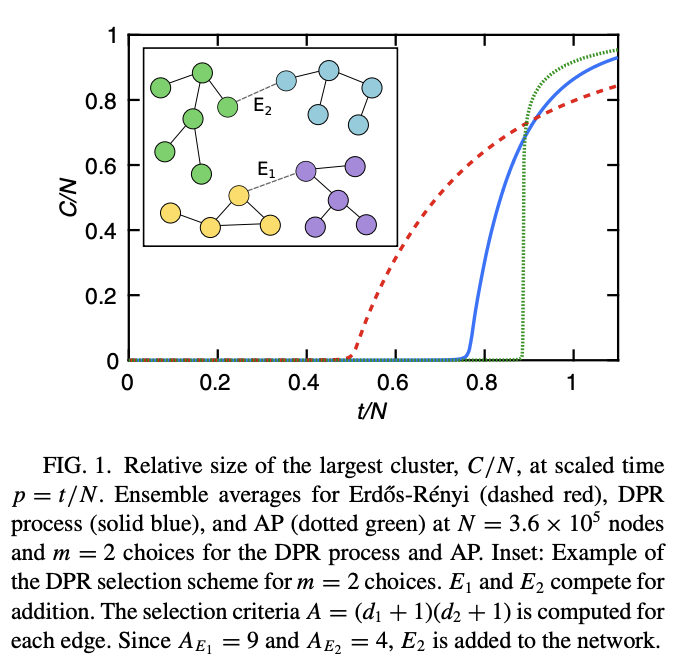 1
0.8
0.6
0.4
0.2
0
C/N
E₂
E₁
0 0.2 0.4 0.6 0.8 1
t/N
FIG. 1. Relative size of the largest cluster, C/N, at scaled time
p = t/N. Ensemble averages for Erdős-Rényi (dashed red), DPR
process (solid blue), and AP (dotted green) at N = 3.6 × 10⁵ nodes
and m = 2 choices for the DPR process and AP. Inset: Example of
the DPR selection scheme for m = 2 choices. E₁ and E₂ compete for
addition. The selection criteria A = (d₁ + 1)(d₂ + 1) is computed for
each edge. Since A_E₁ = 9 and A_E₂ = 4, E₂ is added to the network.